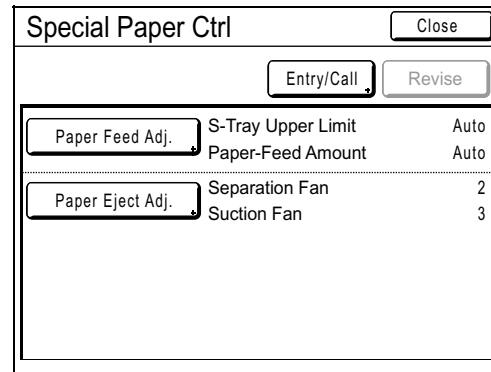 Special Paper Ctrl Close
Entry/Call Revise
Paper Feed Adj. S-Tray Upper Limit Auto
Paper-Feed Amount Auto
Paper Eject Adj. Separation Fan 2
Suction Fan 3